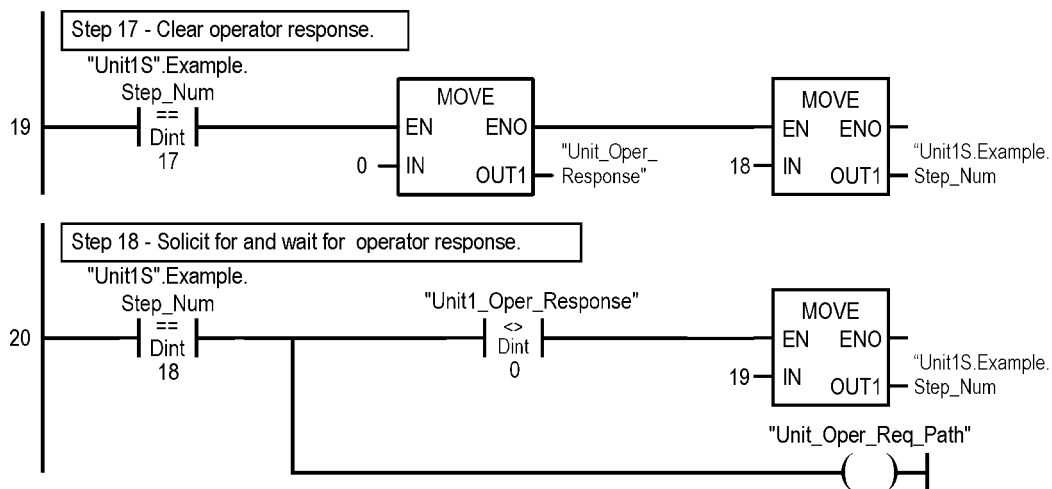 Step 17 - Clear operator response.
"Unit1S".Example.
Step_Num
19
==
Dint
17
MOVE
EN ENO
0 IN OUT1
"Unit_Oper_
Response"
MOVE
EN ENO
18 IN OUT1
“Unit1S.Example.
Step_Num
Step 18 - Solicit for and wait for operator response.
"Unit1S".Example.
Step_Num
20
==
Dint
18
"Unit1_Oper_Response"
<>
Dint
0
MOVE
EN ENO
19 IN OUT1
“Unit1S.Example.
Step_Num
"Unit_Oper_Req_Path"